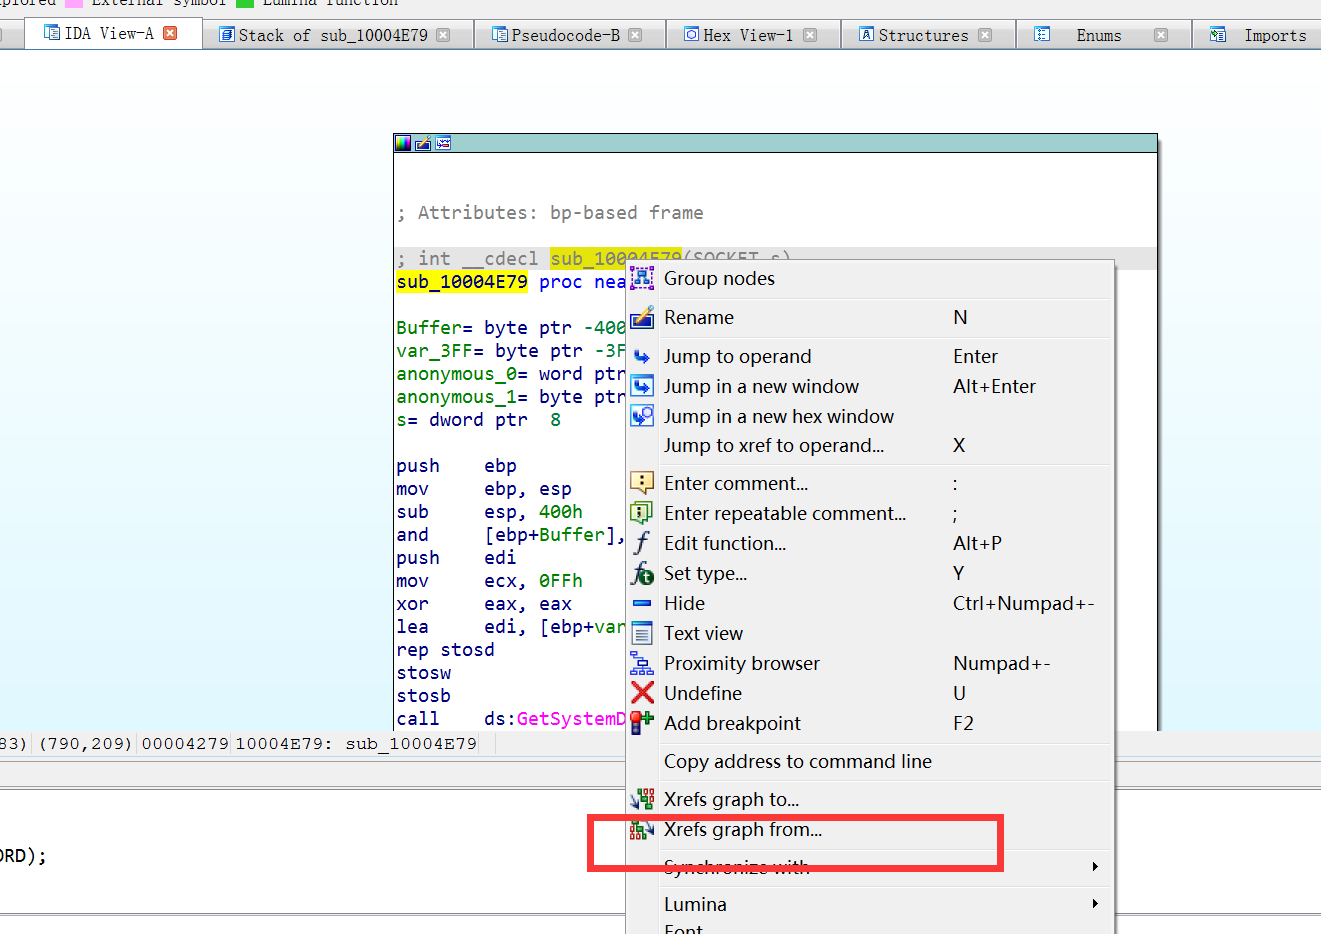 plored External symbol Lumina function
IDA View-A Stack of sub_10004E79 Pseudocode-B Hex View-1 Structures Enums Imports
; Attributes: bp-based frame
; int __cdecl sub_10004E79(SOCKET s)
sub_10004E79 proc nea
Buffer= byte ptr -400
var_3FF= byte ptr -3F
anonymous_0= word ptr
anonymous_1= byte ptr
s= dword ptr 8
push ebp
mov ebp, esp
sub esp, 400h
and [ebp+Buffer],
push edi
mov ecx, 0FFh
xor eax, eax
lea edi, [ebp+var
rep stosd
stosw
stosb
call ds:GetSystemD
Group nodes
Rename N
Jump to operand Enter
Jump in a new window Alt+Enter
Jump in a new hex window
Jump to xref to operand... X
Enter comment... :
Enter repeatable comment... ;
Edit function... Alt+P
Set type... Y
Hide Ctrl+Numpad+-
Text view
Proximity browser Numpad+-
Undefine U
Add breakpoint F2
Copy address to command line
Xrefs graph to...
Xrefs graph from...
Synchronize with
Lumina
Font
83) (790,209) 00004279 10004E79: sub_10004E79
ORD);